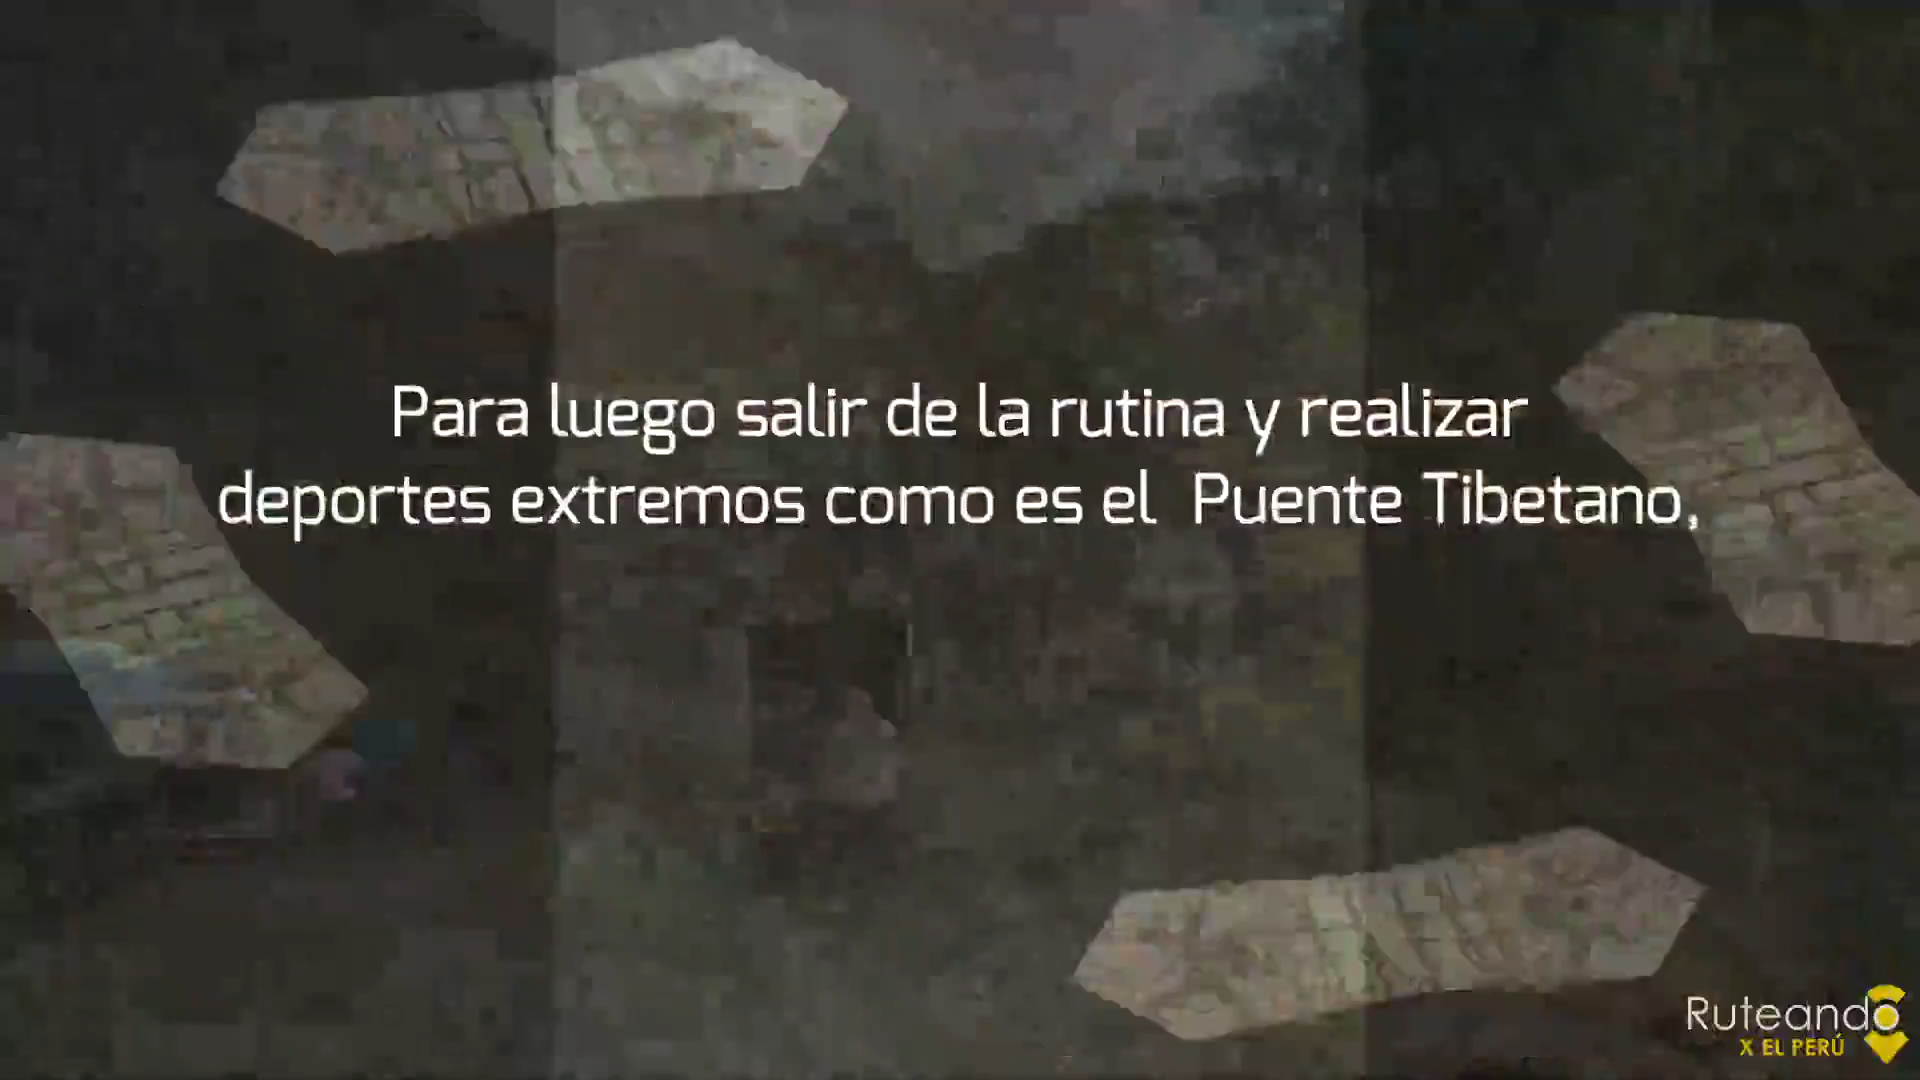 Para luego salir de la rutina y realizar
deportes extremos como es el  Puente Tibetano,
Ruteando
X EL PERÚ